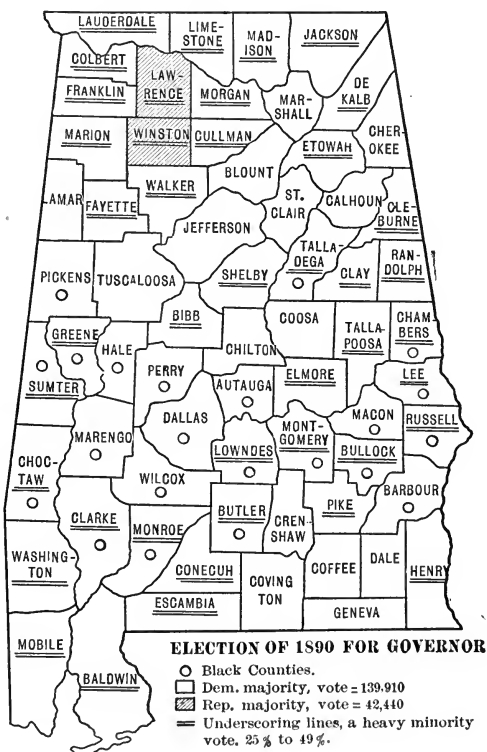 LAUDERDALE
LIME-
STONE
MAD-
ISON
JACKSON
COLBERT
LAW-
RENCE
FRANKLIN
MORGAN
MAR-
SHALL
DE
KALB
MARION
WINSTON
CULLMAN
ETOWAH
CHER-
OKEE
BLOUNT
WALKER
LAMAR
FAYETTE
ST.
CLAIR
CALHOUN
CLE-
BURNE
JEFFERSON
TALLA-
DEGA
RAN-
DOLPH
PICKENS
TUSCALOOSA
SHELBY
CLAY
BIBB
COOSA
TALLA-
POOSA
CHAM-
BERS
GREENE
HALE
CHILTON
SUMTER
PERRY
AUTAUGA
ELMORE
LEE
DALLAS
MACON
RUSSELL
MARENGO
LOWNDES
MONT-
GOMERY
BULLOCK
CHOC-
TAW
WILCOX
BARBOUR
CLARKE
MONROE
BUTLER
CREN-
SHAW
PIKE
WASHING-
TON
CONECUH
COVING
TON
COFFEE
DALE
HENRY
ESCAMBIA
GENEVA
MOBILE
BALDWIN
ELECTION OF 1890 FOR GOVERNOR
Black Counties.
Dem. majority, vote = 139,910
Rep. majority, vote = 42,440
Underscoring lines, a heavy minority
vote. 25 % to 49 %.